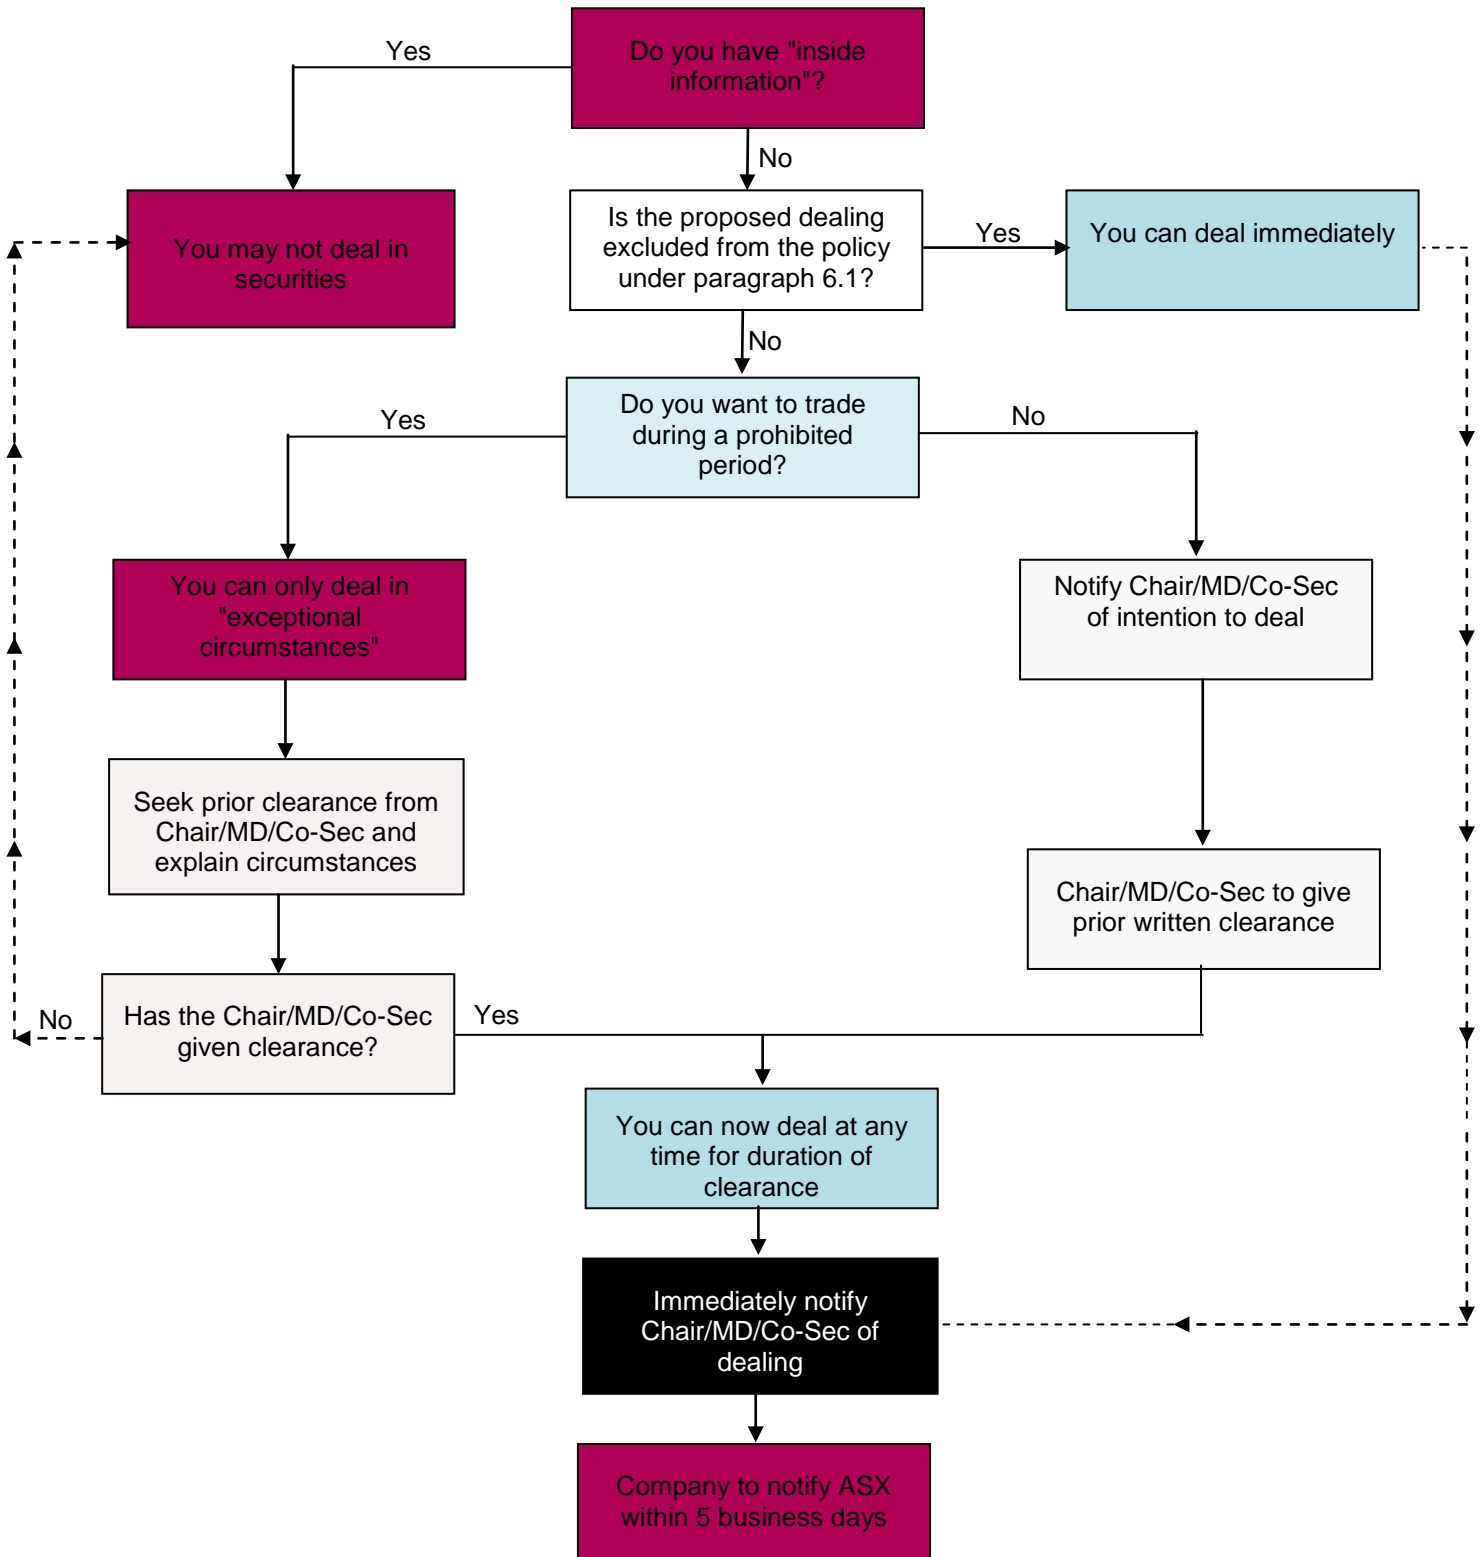 Yes
Do you have "inside
information"?
No
You may not deal in
securities
Is the proposed dealing
excluded from the policy
under paragraph 6.1?
Yes
You can deal immediately
No
Yes
Do you want to trade
during a prohibited
period?
No
You can only deal in
"exceptional
circumstances"
Notify Chair/MD/Co-Sec
of intention to deal
Seek prior clearance from
Chair/MD/Co-Sec and
explain circumstances
Chair/MD/Co-Sec to give
prior written clearance
No
Has the Chair/MD/Co-Sec
given clearance?
Yes
You can now deal at any
time for duration of
clearance
Immediately notify
Chair/MD/Co-Sec of
dealing
Company to notify ASX
within 5 business days